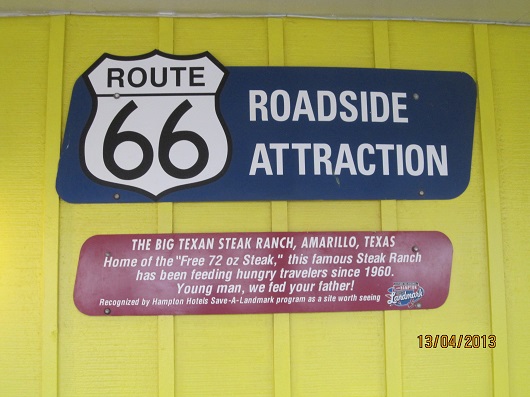 ROUTE
66
ROADSIDE
ATTRACTION
THE BIG TEXAN STEAK RANCH, AMARILLO, TEXAS
Home of the "Free 72 oz Steak," this famous Steak Ranch
has been feeding hungry travelers since 1960.
Young man, we fed your father!
Recognized by Hampton Hotels Save-A-Landmark program as a site worth seeing
Landmark
13/04/2013